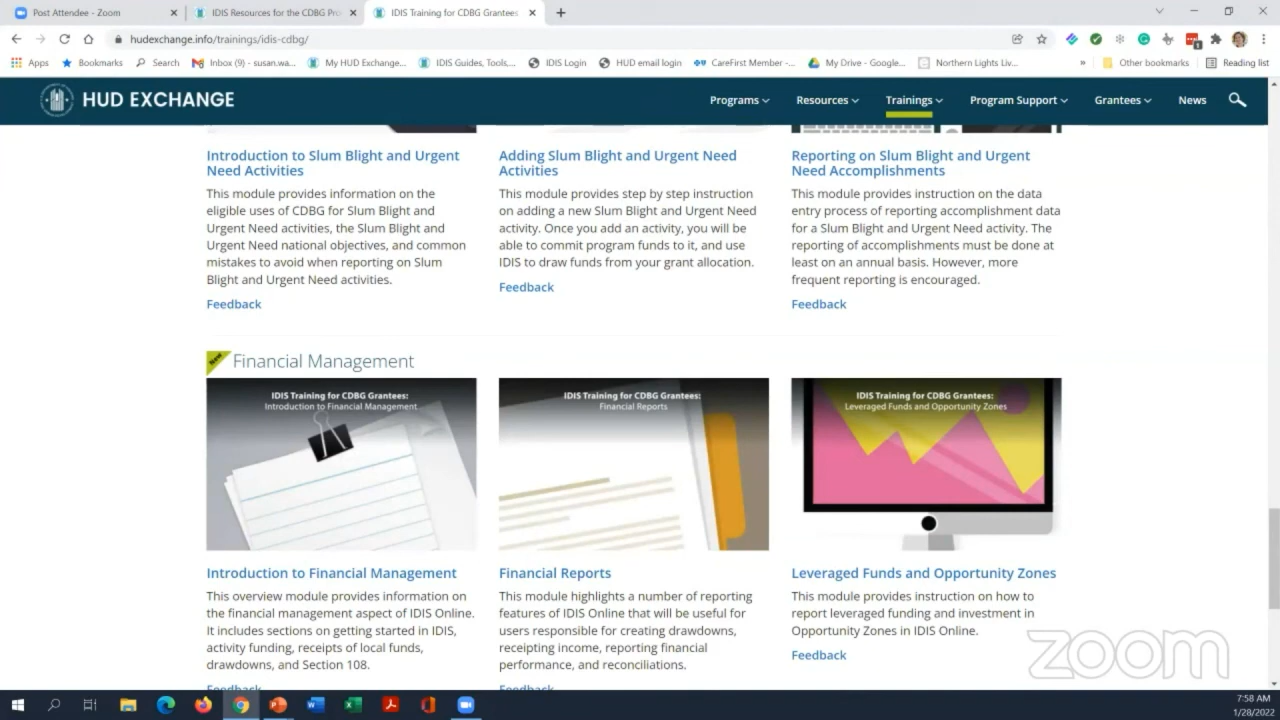 Post Attendee - Zoom
IDIS Resources for the CDBG Pro
IDIS Training for CDBG Grantees
hudexchange.info/trainings/idis-cdbg/
Apps
Bookmarks
Search
Inbox (9) - susan.wa...
My HUD Exchange...
IDIS Guides, Tools,...
IDIS Login
HUD email login
CareFirst Member -...
My Drive - Google...
Northern Lights Liv...
»
Other bookmarks
Reading list
HUD EXCHANGE
Programs
Resources
Trainings
Program Support
Grantees
News
Introduction to Slum Blight and Urgent
Need Activities
This module provides information on the
eligible uses of CDBG for Slum Blight and
Urgent Need activities, the Slum Blight and
Urgent Need national objectives, and common
mistakes to avoid when reporting on Slum
Blight and Urgent Need activities.
Feedback
Adding Slum Blight and Urgent Need
Activities
This module provides step by step instruction
on adding a new Slum Blight and Urgent Need
activity. Once you add an activity, you will be
able to commit program funds to it, and use
IDIS to draw funds from your grant allocation.
Feedback
Reporting on Slum Blight and Urgent
Need Accomplishments
This module provides instruction on the data
entry process of reporting accomplishment data
for a Slum Blight and Urgent Need activity. The
reporting of accomplishments must be done at
least on an annual basis. However, more
frequent reporting is encouraged.
Feedback
New
Financial Management
IDIS Training for CDBG Grantees:
Introduction to Financial Management
IDIS Training for CDBG Grantees:
Financial Reports
IDIS Training for CDBG Grantees:
Leveraged Funds and Opportunity Zones
Introduction to Financial Management
This overview module provides information on
the financial management aspect of IDIS Online.
It includes sections on getting started in IDIS,
activity funding, receipts of local funds,
drawdowns, and Section 108.
Feedback
Financial Reports
This module highlights a number of reporting
features of IDIS Online that will be useful for
users responsible for creating drawdowns,
receipting income, reporting financial
performance, and reconciliations.
Feedback
Leveraged Funds and Opportunity Zones
This module provides instruction on how to
report leveraged funding and investment in
Opportunity Zones in IDIS Online.
Feedback
zoom
7:58 AM
1/28/2022